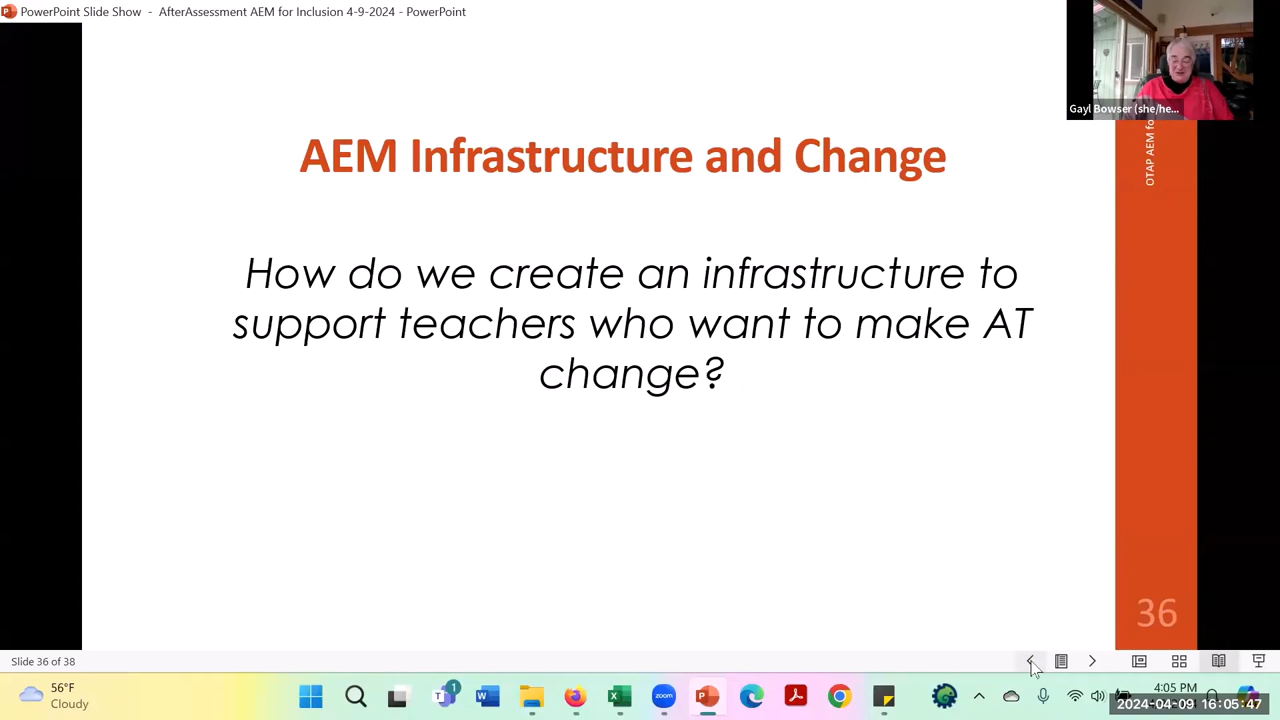 PowerPoint Slide Show - AfterAssessment AEM for Inclusion 4-9-2024 - PowerPoint
Gayl Bowser (she/he...
OTAP AEM fo
AEM Infrastructure and Change
How do we create an infrastructure to
support teachers who want to make AT
change?
36
Slide 36 of 38
56°F
Cloudy
1
zoom
4:05 PM
2024-04-09 16:05:47